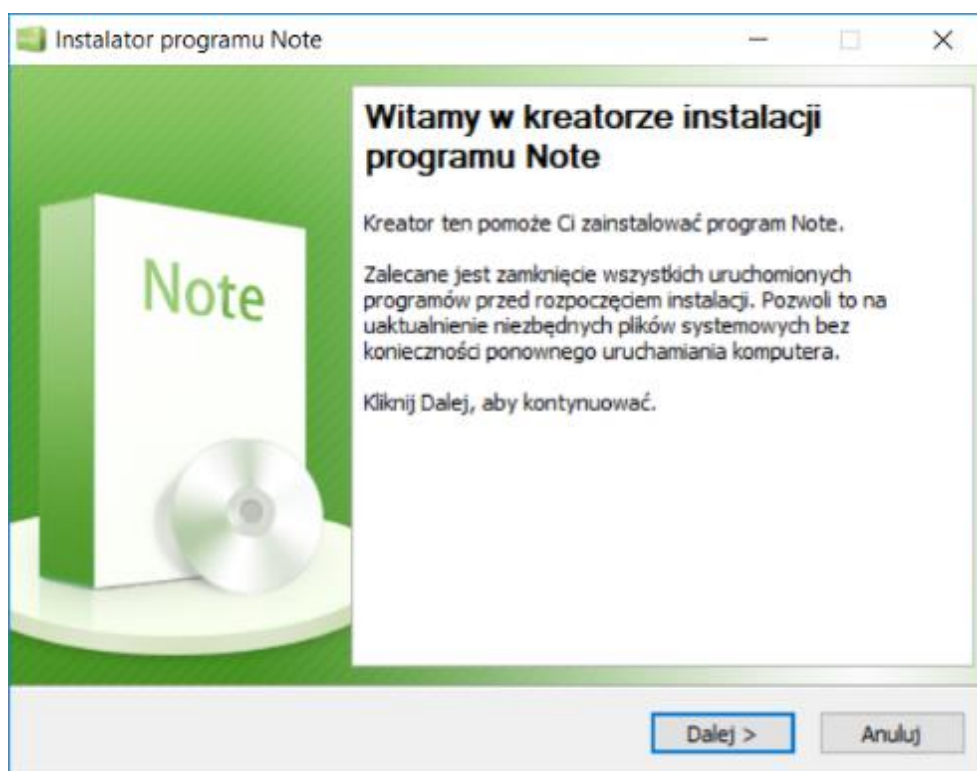 Instalator programu Note
Witamy w kreatorze instalacji
programu Note
Kreator ten pomoże Ci zainstalować program Note.
Zalecane jest zamknięcie wszystkich uruchomionych
programów przed rozpoczęciem instalacji. Pozwoli to na
uaktualnienie niezbędnych plików systemowych bez
konieczności ponownego uruchamiania komputera.
Kliknij Dalej, aby kontynuować.
Note
Dalej >
Anuluj